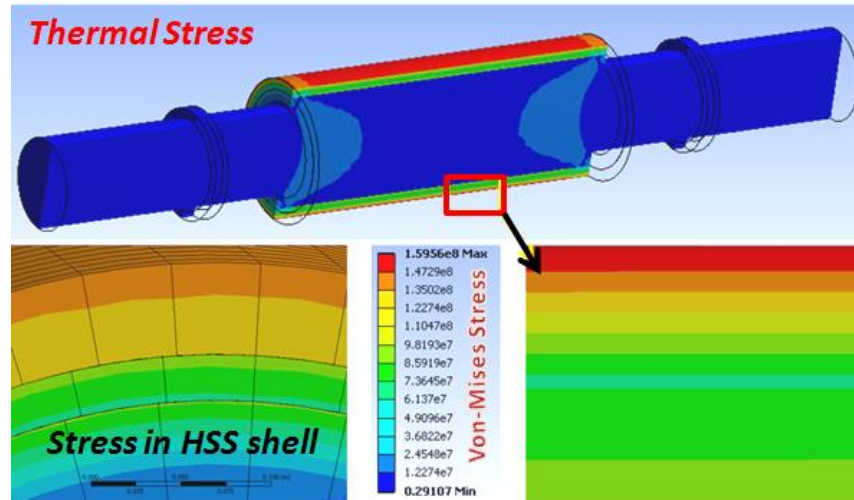 Thermal Stress
Stress in HSS shell
1.5956e8 Max
1.4729e8
1.3502e8
1.2274e8
1.1047e8
9.8193e7
8.5919e7
7.3645e7
6.137e7
4.9096e7
3.6822e7
2.4548e7
1.2274e7
0.29107 Min
Von-Mises Stress